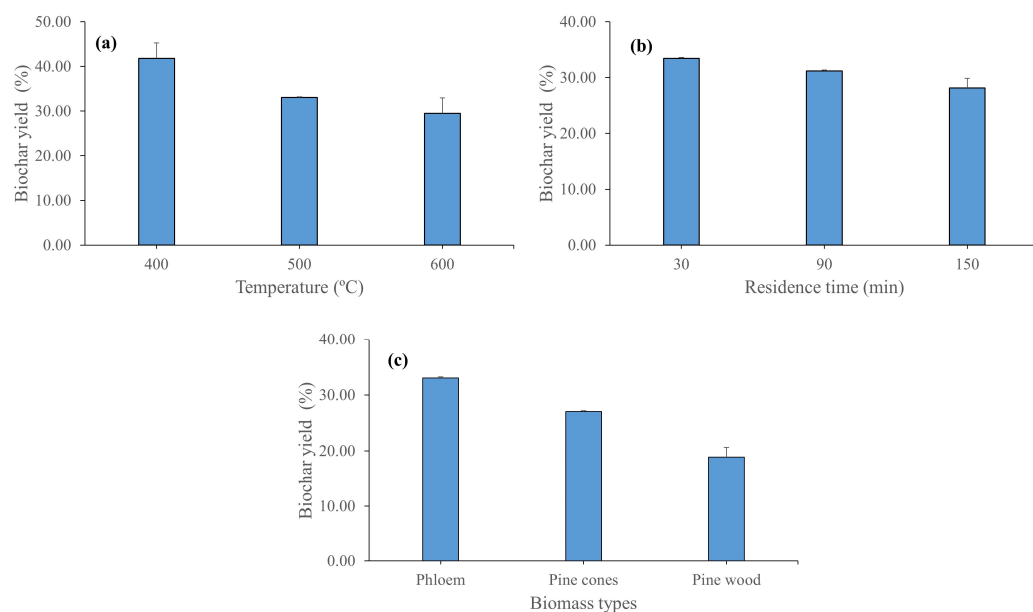 (a)
Biochar yield (%)
50.00
40.00
30.00
20.00
10.00
0.00
400 500 600
Temperature (ºC)
(b)
Biochar yield (%)
40.00
30.00
20.00
10.00
0.00
30 90 150
Residence time (min)
(c)
Biochar yield (%)
40.00
30.00
20.00
10.00
0.00
Phloem Pine cones Pine wood
Biomass types